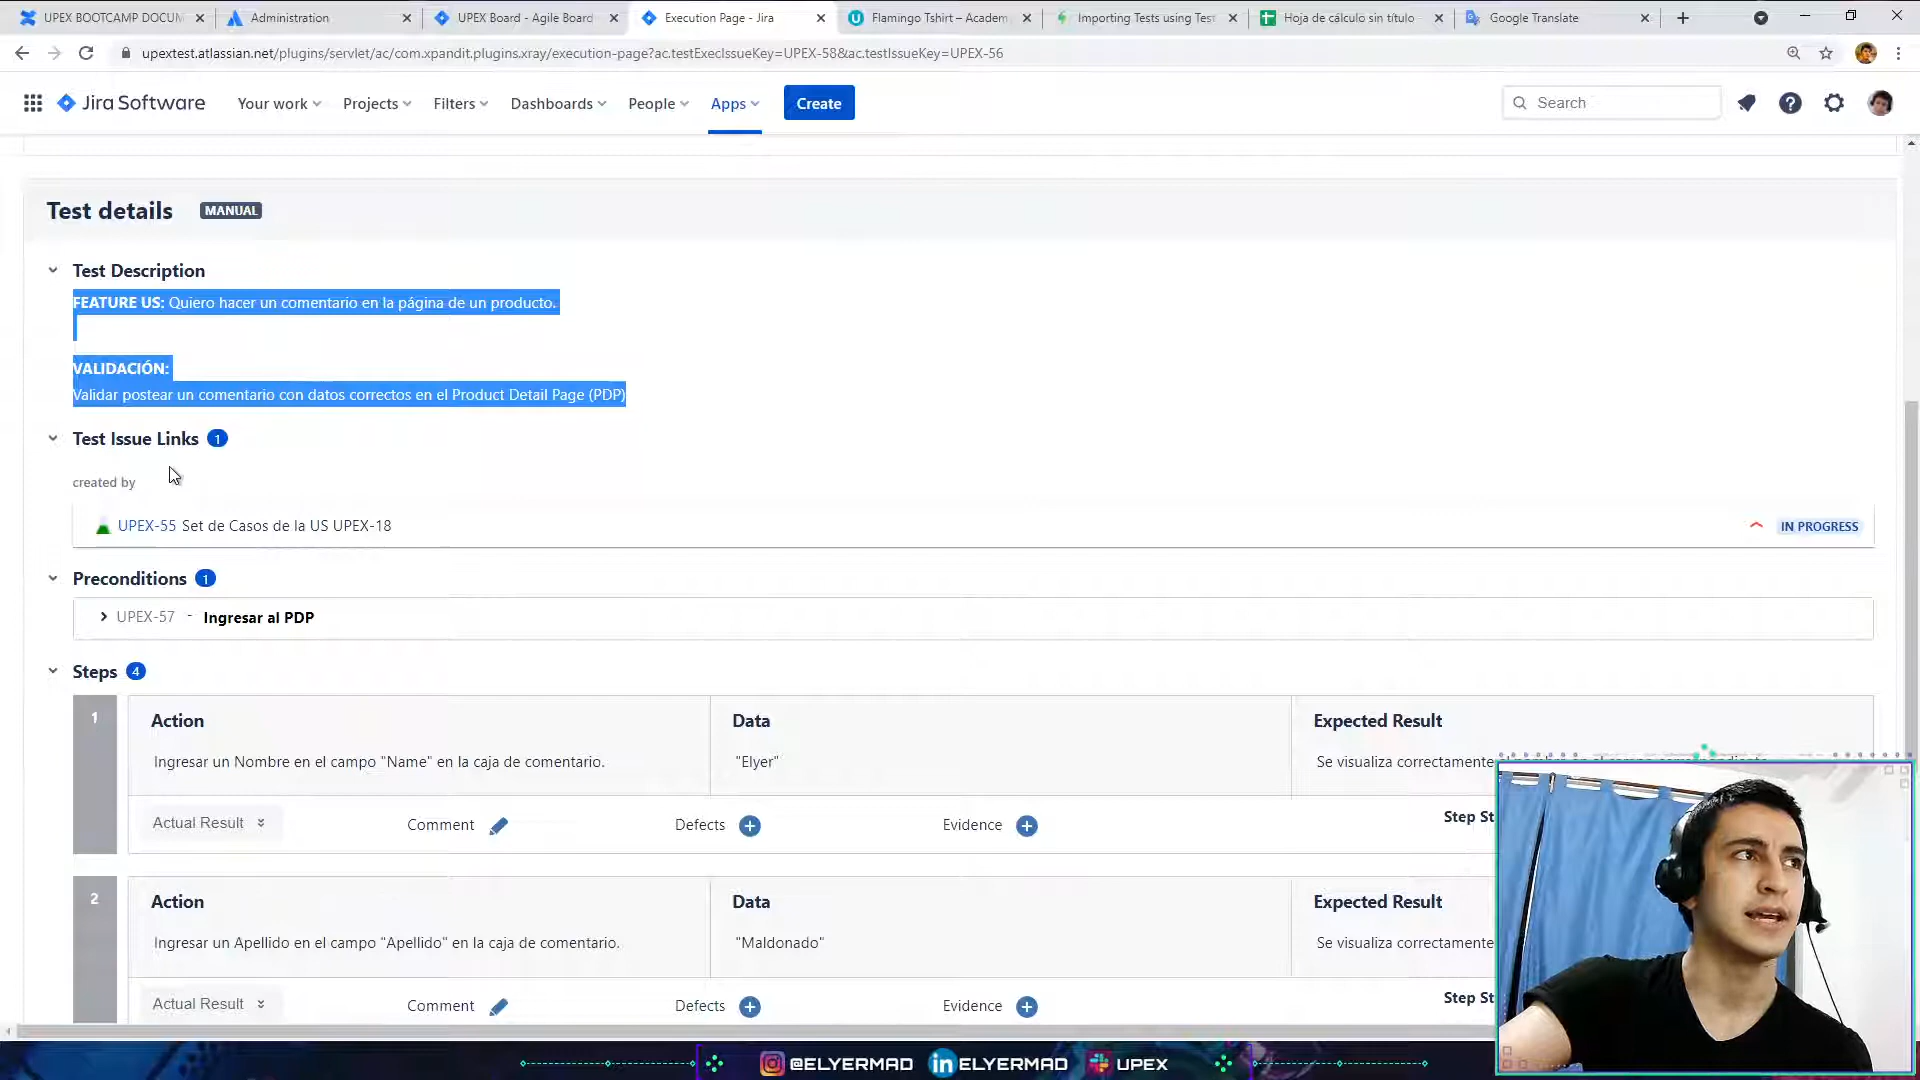 UPEX BOOTCAMP DOCUM
Administration
UPEX Board - Agile Board
Execution Page - Jira
Flamingo Tshirt – Academ
Importing Tests using Test
Hoja de cálculo sin título
Google Translate
upextest.atlassian.net/plugins/servlet/ac/com.xpandit.plugins.xray/execution-page?ac.testExecIssueKey=UPEX-58&ac.testIssueKey=UPEX-56
Jira Software
Your work
Projects
Filters
Dashboards
People
Apps
Create
Search
Test details
MANUAL
Test Description
FEATURE US: Quiero hacer un comentario en la página de un producto.
VALIDACIÓN:
Validar postear un comentario con datos correctos en el Product Detail Page (PDP)
Test Issue Links 1
created by
UPEX-55 Set de Casos de la US UPEX-18
IN PROGRESS
Preconditions 1
UPEX-57 - Ingresar al PDP
Steps 4
1
Action
Data
Expected Result
Ingresar un Nombre en el campo "Name" en la caja de comentario.
"Elyer"
Se visualiza correctamente
Actual Result
Comment
Defects
Evidence
Step St
2
Action
Data
Expected Result
Ingresar un Apellido en el campo "Apellido" en la caja de comentario.
"Maldonado"
Se visualiza correctamente
Actual Result
Comment
Defects
Evidence
Step St
@ELYERMAD
in ELYERMAD
UPEX